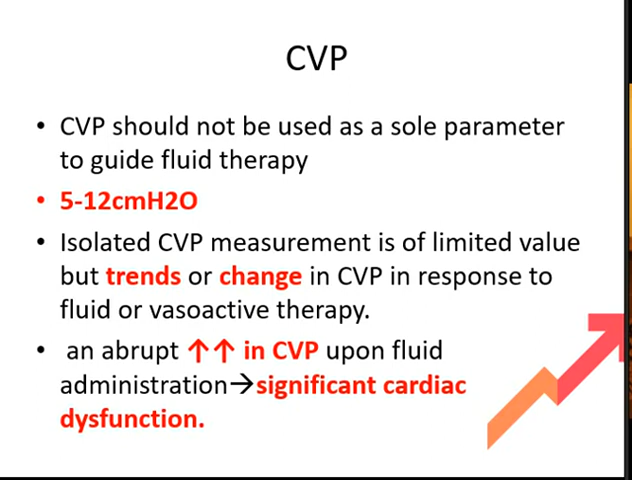 CVP
• CVP should not be used as a sole parameter
to guide fluid therapy
• 5-12cmH2O
• Isolated CVP measurement is of limited value
but trends or change in CVP in response to
fluid or vasoactive therapy.
• an abrupt ↑↑ in CVP upon fluid
administration→significant cardiac
dysfunction.